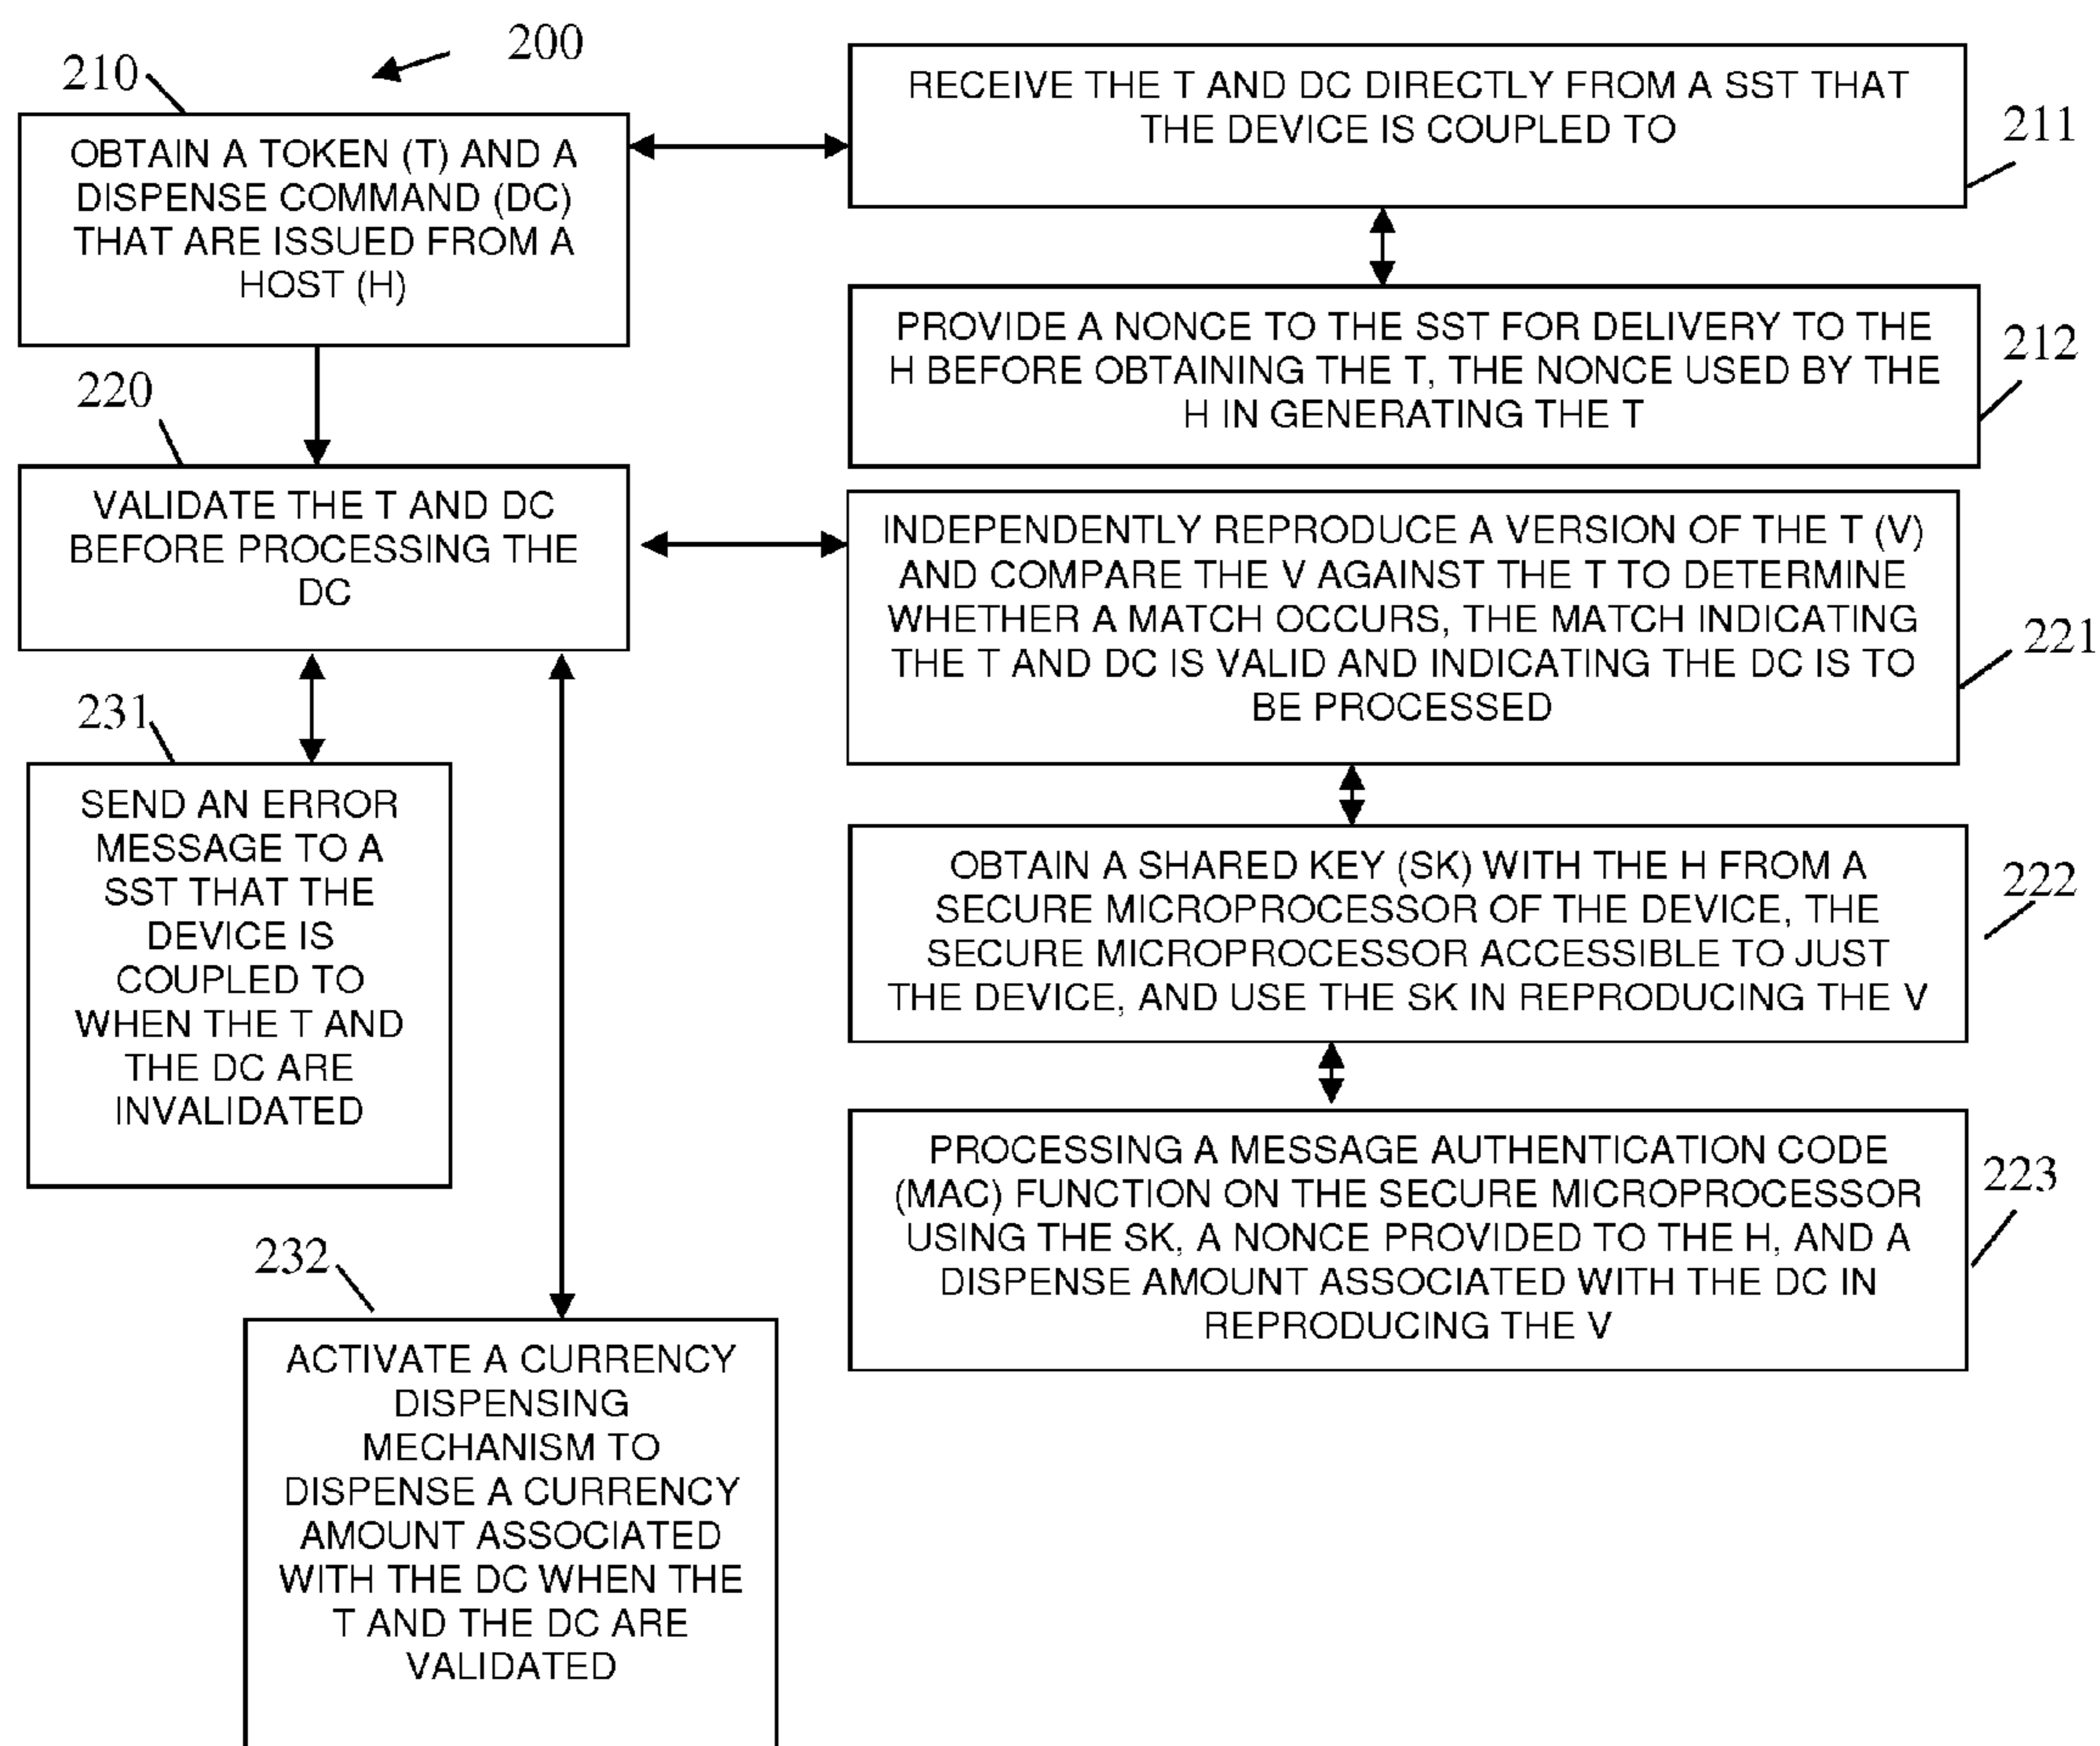 200
210
OBTAIN A TOKEN (T) AND A
DISPENSE COMMAND (DC)
THAT ARE ISSUED FROM A
HOST (H)
RECEIVE THE T AND DC DIRECTLY FROM A SST THAT
THE DEVICE IS COUPLED TO
211
PROVIDE A NONCE TO THE SST FOR DELIVERY TO THE
H BEFORE OBTAINING THE T, THE NONCE USED BY THE
H IN GENERATING THE T
212
220
VALIDATE THE T AND DC
BEFORE PROCESSING THE
DC
INDEPENDENTLY REPRODUCE A VERSION OF THE T (V)
AND COMPARE THE V AGAINST THE T TO DETERMINE
WHETHER A MATCH OCCURS, THE MATCH INDICATING
THE T AND DC IS VALID AND INDICATING THE DC IS TO
BE PROCESSED
221
231
SEND AN ERROR
MESSAGE TO A
SST THAT THE
DEVICE IS
COUPLED TO
WHEN THE T AND
THE DC ARE
INVALIDATED
OBTAIN A SHARED KEY (SK) WITH THE H FROM A
SECURE MICROPROCESSOR OF THE DEVICE, THE
SECURE MICROPROCESSOR ACCESSIBLE TO JUST
THE DEVICE, AND USE THE SK IN REPRODUCING THE V
222
PROCESSING A MESSAGE AUTHENTICATION CODE
(MAC) FUNCTION ON THE SECURE MICROPROCESSOR
USING THE SK, A NONCE PROVIDED TO THE H, AND A
DISPENSE AMOUNT ASSOCIATED WITH THE DC IN
REPRODUCING THE V
223
232
ACTIVATE A CURRENCY
DISPENSING
MECHANISM TO
DISPENSE A CURRENCY
AMOUNT ASSOCIATED
WITH THE DC WHEN THE
T AND THE DC ARE
VALIDATED